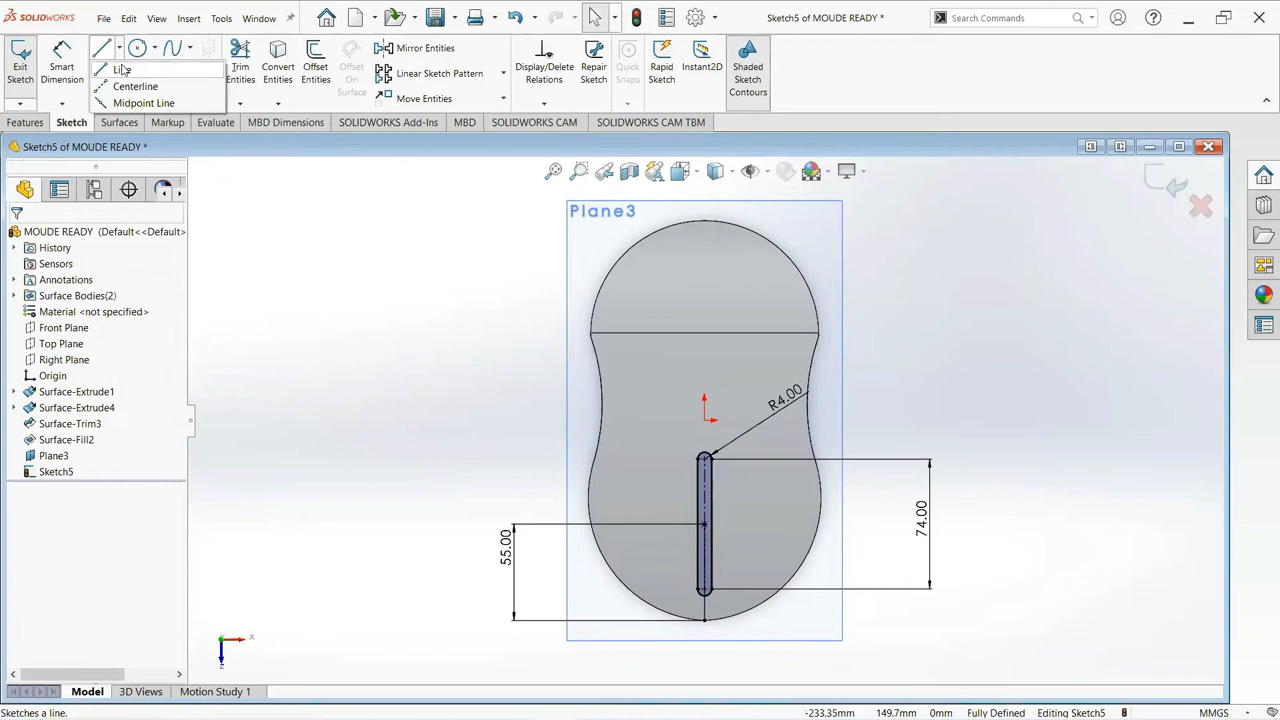 SOLIDWORKS
File
Edit
View
Insert
Tools
Window
Sketch5 of MOUDE READY *
Search Commands
Exit Sketch
Smart Dimension
Line
Centerline
Midpoint Line
Trim Entities
Convert Entities
Offset Entities
Offset On Surface
Mirror Entities
Linear Sketch Pattern
Move Entities
Display/Delete Relations
Repair Sketch
Quick Snaps
Rapid Sketch
Instant2D
Shaded Sketch Contours
Features
Sketch
Surfaces
Markup
Evaluate
MBD Dimensions
SOLIDWORKS Add-Ins
MBD
SOLIDWORKS CAM
SOLIDWORKS CAM TBM
Sketch5 of MOUDE READY *
MOUDE READY (Default<<Default>
History
Sensors
Annotations
Surface Bodies(2)
Material <not specified>
Front Plane
Top Plane
Right Plane
Origin
Surface-Extrude1
Surface-Extrude4
Surface-Trim3
Surface-Fill2
Plane3
Sketch5
Plane3
R4.00
74.00
55.00
x
z
Model
3D Views
Motion Study 1
Sketches a line.
-233.35mm
149.7mm
0mm
Fully Defined
Editing Sketch5
MMGS